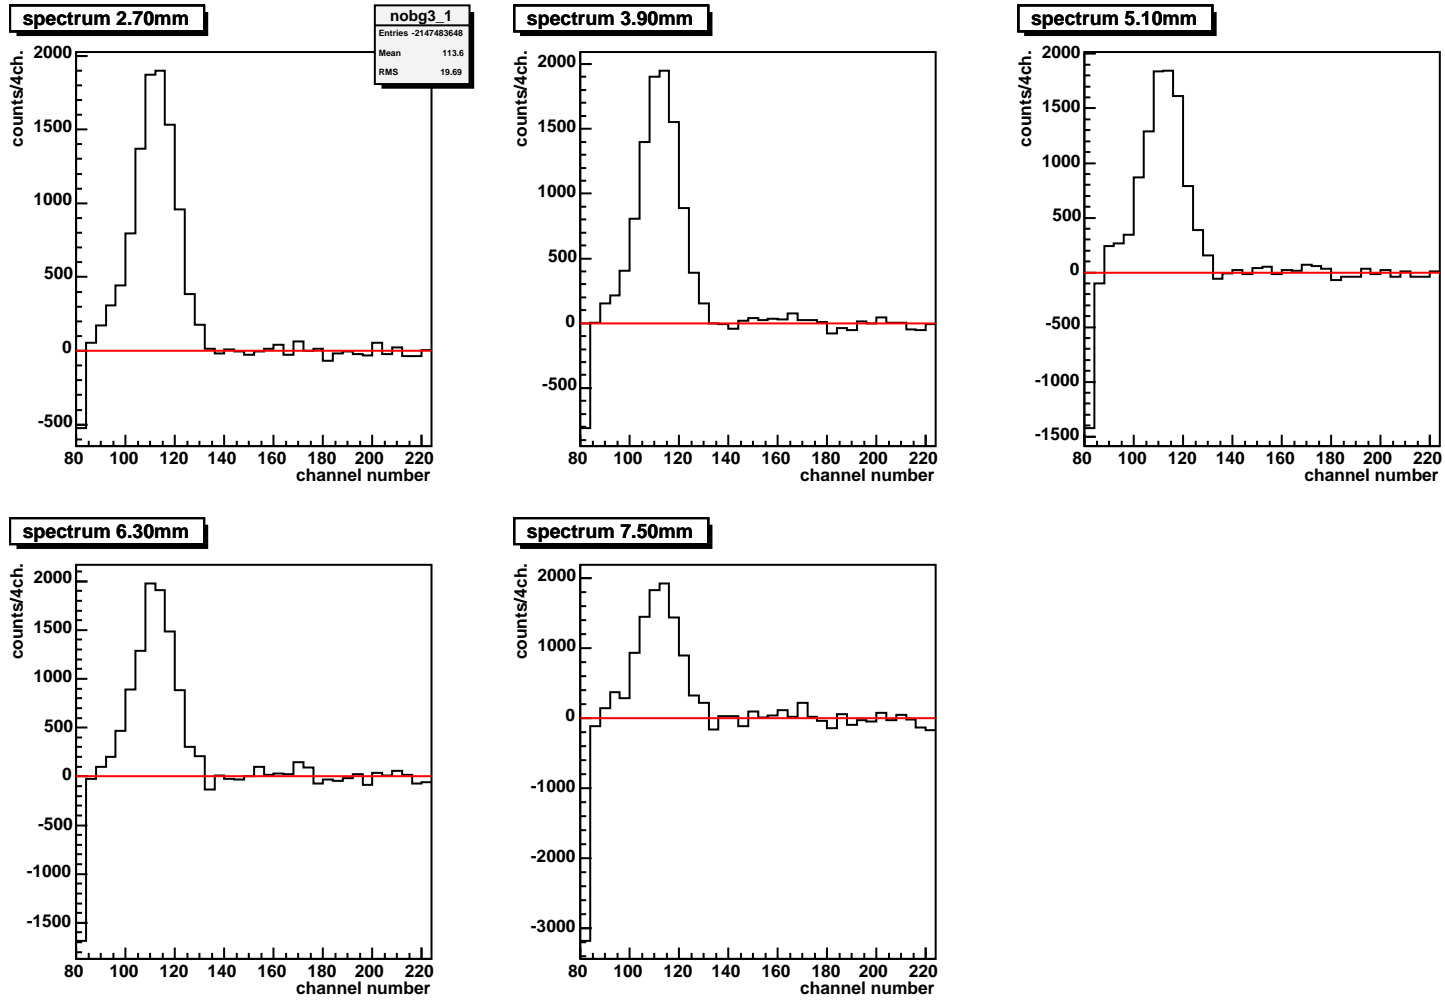 spectrum 2.70mm
nobg3_1
Entries -2147483648
Mean 113.6
RMS 19.69
counts/4ch.
2000
1500
1000
500
0
-500
80 100 120 140 160 180 200 220
channel number
spectrum 3.90mm
counts/4ch.
2000
1500
1000
500
0
-500
80 100 120 140 160 180 200 220
channel number
spectrum 5.10mm
counts/4ch.
2000
1500
1000
500
0
-500
-1000
-1500
80 100 120 140 160 180 200 220
channel number
spectrum 6.30mm
counts/4ch.
2000
1500
1000
500
0
-500
-1000
-1500
80 100 120 140 160 180 200 220
channel number
spectrum 7.50mm
counts/4ch.
2000
1000
0
-1000
-2000
-3000
80 100 120 140 160 180 200 220
channel number